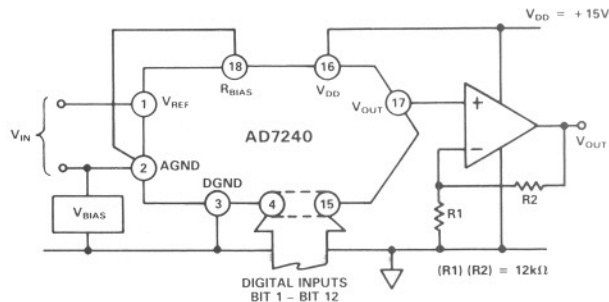 V_DD = +15V
18
16
R_BIAS
V_DD
17
1
V_REF
V_OUT
+
V_IN
AD7240
V_OUT
2
AGND
−
DGND
R2
V_BIAS
3
4
15
R1
(R1) (R2) = 12kΩ
DIGITAL INPUTS
BIT 1 – BIT 12